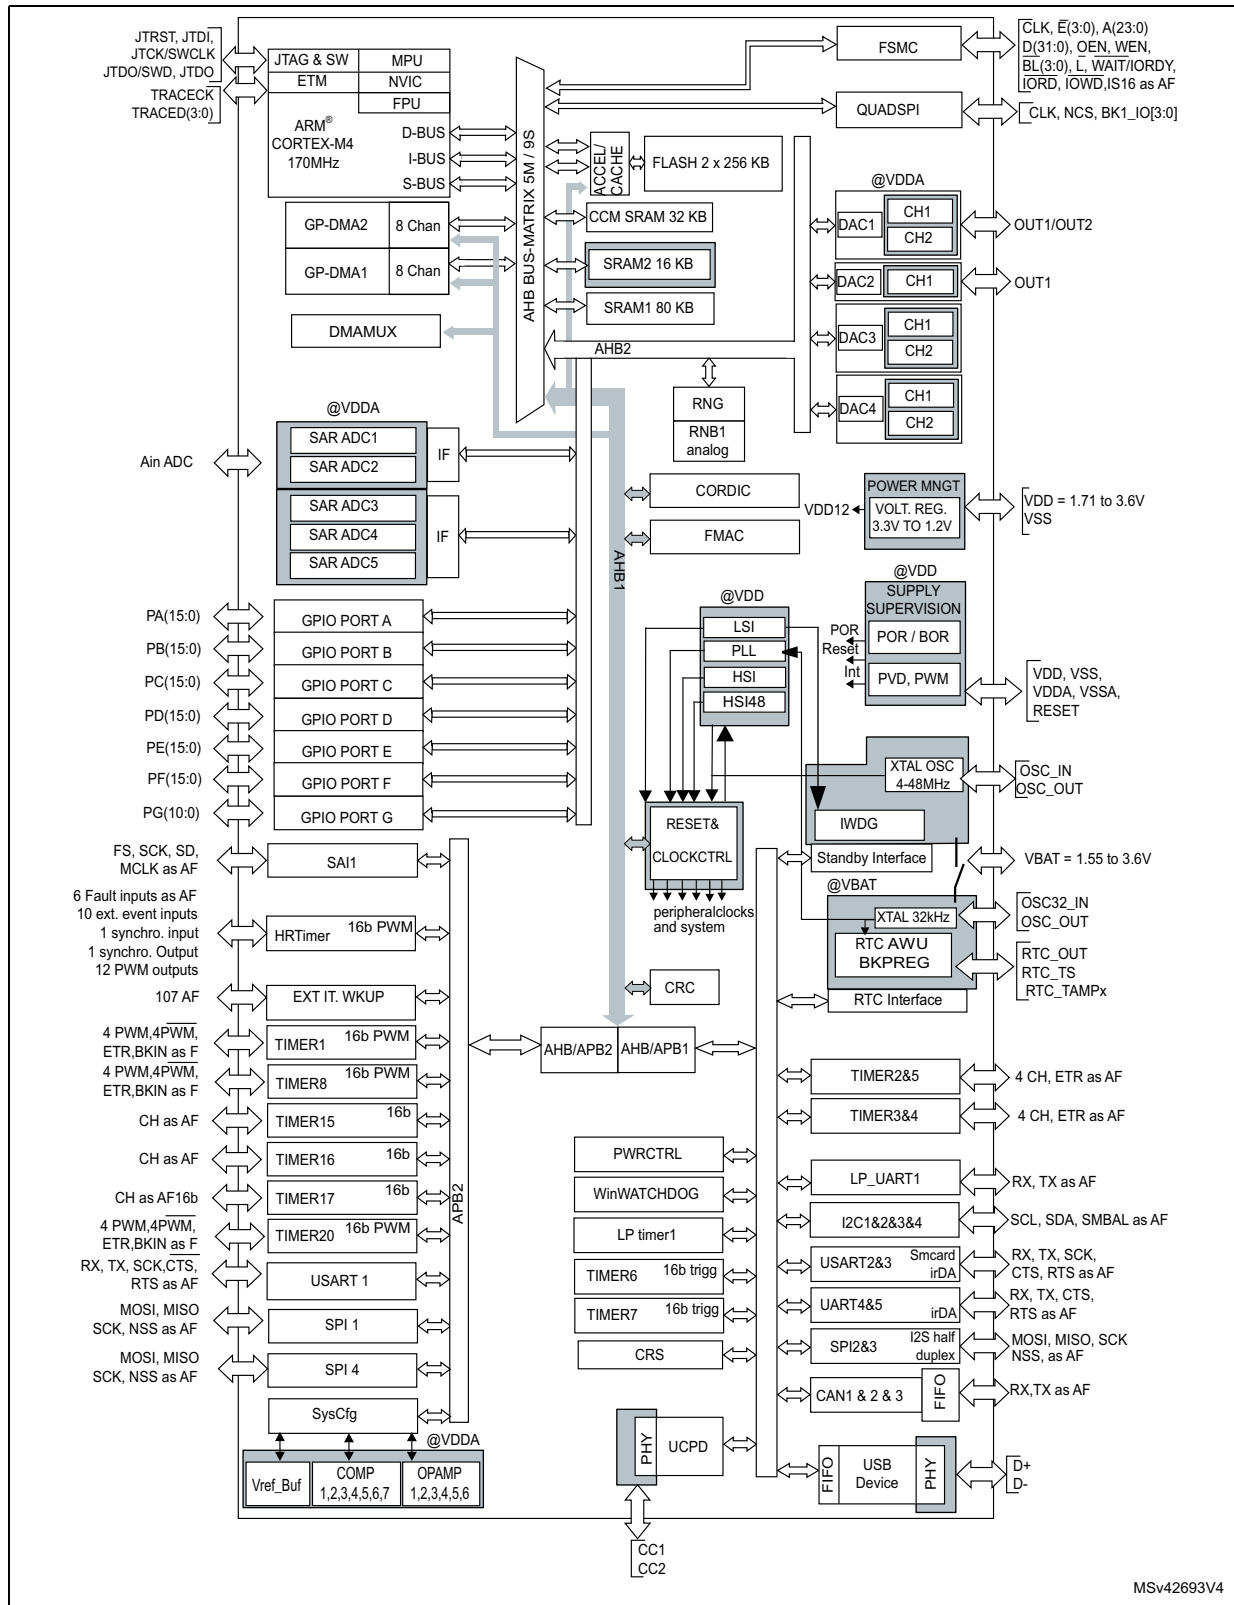 JTRST, JTDI,
JTCK/SWCLK
JTDO/SWD, JTDO
TRACECK
TRACED(3:0)
JTAG & SW
MPU
ETM
NVIC
FPU
ARM®
CORTEX-M4
170MHz
D-BUS
I-BUS
S-BUS
GP-DMA2
8 Chan
GP-DMA1
8 Chan
DMAMUX
AHB BUS-MATRIX 5M / 9S
ACCEL/
CACHE
FLASH 2 x 256 KB
CCM SRAM 32 KB
SRAM2 16 KB
SRAM1 80 KB
AHB2
RNG
RNB1
analog
FSMC
CLK, E(3:0), A(23:0)
D(31:0), OEN, WEN,
BL(3:0), L, WAIT/IORDY,
IORD, IOWD,IS16 as AF
QUADSPI
CLK, NCS, BK1_IO[3:0]
@VDDA
DAC1
CH1
CH2
OUT1/OUT2
DAC2
CH1
OUT1
DAC3
CH1
CH2
DAC4
CH1
CH2
@VDDA
SAR ADC1
SAR ADC2
IF
Ain ADC
SAR ADC3
SAR ADC4
SAR ADC5
IF
CORDIC
FMAC
AHB1
POWER MNGT
VDD12
VOLT. REG.
3.3V TO 1.2V
VDD = 1.71 to 3.6V
VSS
@VDD
SUPPLY
SUPERVISION
POR / BOR
PVD, PWM
POR
Reset
Int
VDD, VSS,
VDDA, VSSA,
RESET
@VDD
LSI
PLL
HSI
HSI48
PA(15:0)
GPIO PORT A
PB(15:0)
GPIO PORT B
PC(15:0)
GPIO PORT C
PD(15:0)
GPIO PORT D
PE(15:0)
GPIO PORT E
PF(15:0)
GPIO PORT F
PG(10:0)
GPIO PORT G
XTAL OSC
4-48MHz
OSC_IN
OSC_OUT
IWDG
Standby Interface
RESET&
CLOCKCTRL
peripheralclocks
and system
VBAT = 1.55 to 3.6V
@VBAT
XTAL 32kHz
OSC32_IN
OSC_OUT
RTC AWU
BKPREG
RTC_OUT
RTC_TS
RTC_TAMPx
RTC Interface
CRC
AHB/APB2
AHB/APB1
FS, SCK, SD,
MCLK as AF
SAI1
6 Fault inputs as AF
10 ext. event inputs
1 synchro. input
1 synchro. Output
12 PWM outputs
HRTimer
16b PWM
107 AF
EXT IT. WKUP
4 PWM,4PWM,
ETR,BKIN as F
TIMER1
16b PWM
4 PWM,4PWM,
ETR,BKIN as F
TIMER8
16b PWM
CH as AF
TIMER15
16b
CH as AF
TIMER16
16b
CH as AF16b
TIMER17
16b
4 PWM,4PWM,
ETR,BKIN as F
TIMER20
16b PWM
RX, TX, SCK,CTS,
RTS as AF
USART 1
MOSI, MISO
SCK, NSS as AF
SPI 1
MOSI, MISO
SCK, NSS as AF
SPI 4
APB2
SysCfg
@VDDA
Vref_Buf
COMP
1,2,3,4,5,6,7
OPAMP
1,2,3,4,5,6
PWRCTRL
WinWATCHDOG
LP timer1
TIMER6
16b trigg
TIMER7
16b trigg
CRS
PHY
UCPD
CC1
CC2
TIMER2&5
4 CH, ETR as AF
TIMER3&4
4 CH, ETR as AF
LP_UART1
RX, TX as AF
I2C1&2&3&4
SCL, SDA, SMBAL as AF
USART2&3
Smcard
irDA
RX, TX, SCK,
CTS, RTS as AF
UART4&5
irDA
RX, TX, CTS,
RTS as AF
SPI2&3
I2S half
duplex
MOSI, MISO, SCK
NSS, as AF
CAN1 & 2 & 3
FIFO
RX,TX as AF
FIFO
USB
Device
PHY
D+
D-
MSv42693V4